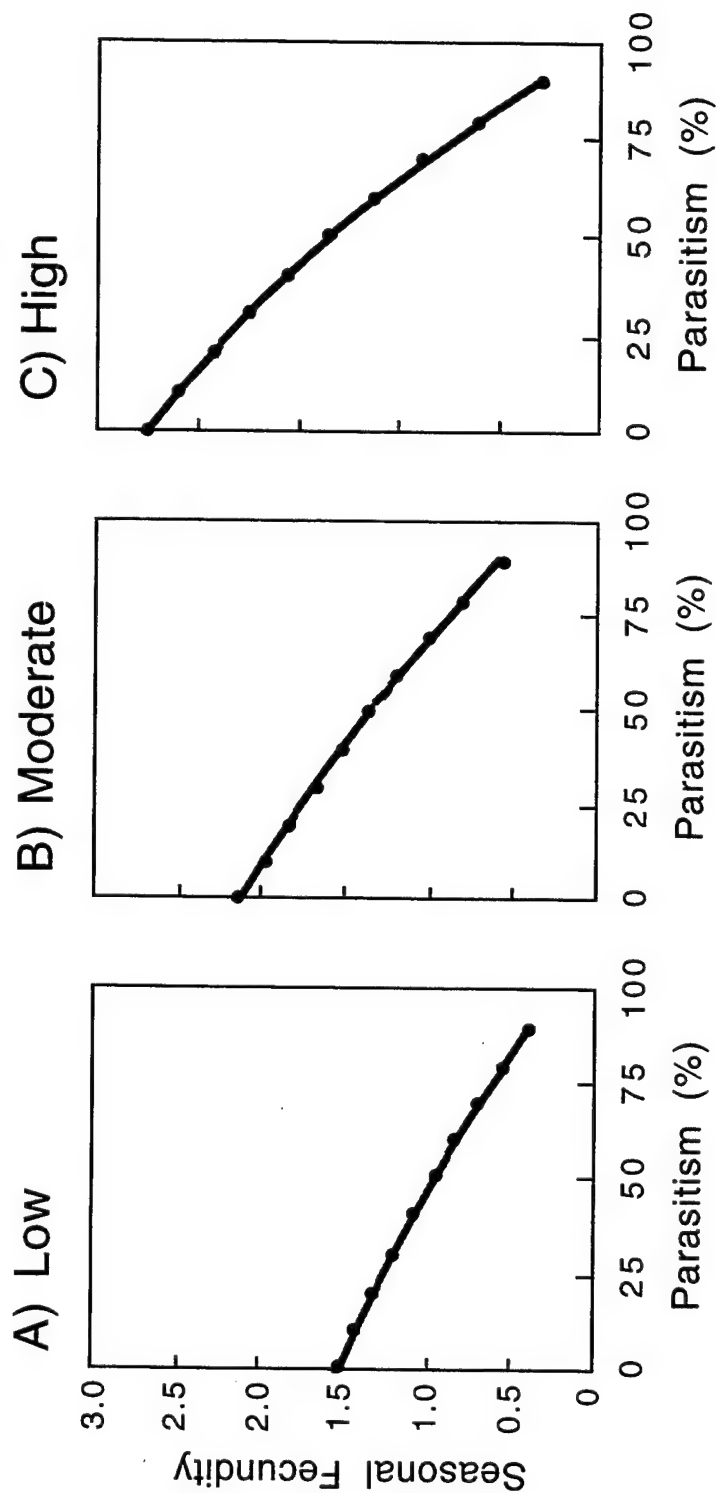 A) Low
B) Moderate
C) High
Seasonal Fecundity
3.0
2.5
2.0
1.5
1.0
0.5
0
0 25 50 75 100
0 25 50 75 100
0 25 50 75 100
Parasitism (%)
Parasitism (%)
Parasitism (%)